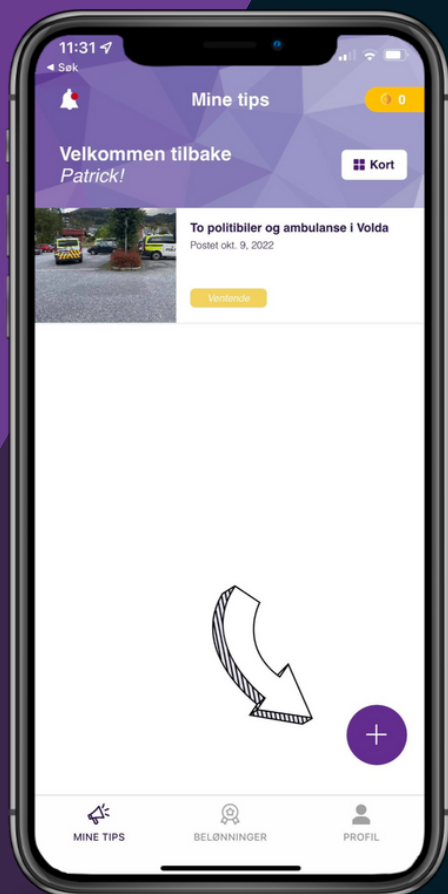 11:31
◀ Søk
Mine tips
0
Velkommen tilbake
Patrick!
Kort
To politibiler og ambulanse i Volda
Postet okt. 9, 2022
Ventende
MINE TIPS
BELØNNINGER
PROFIL